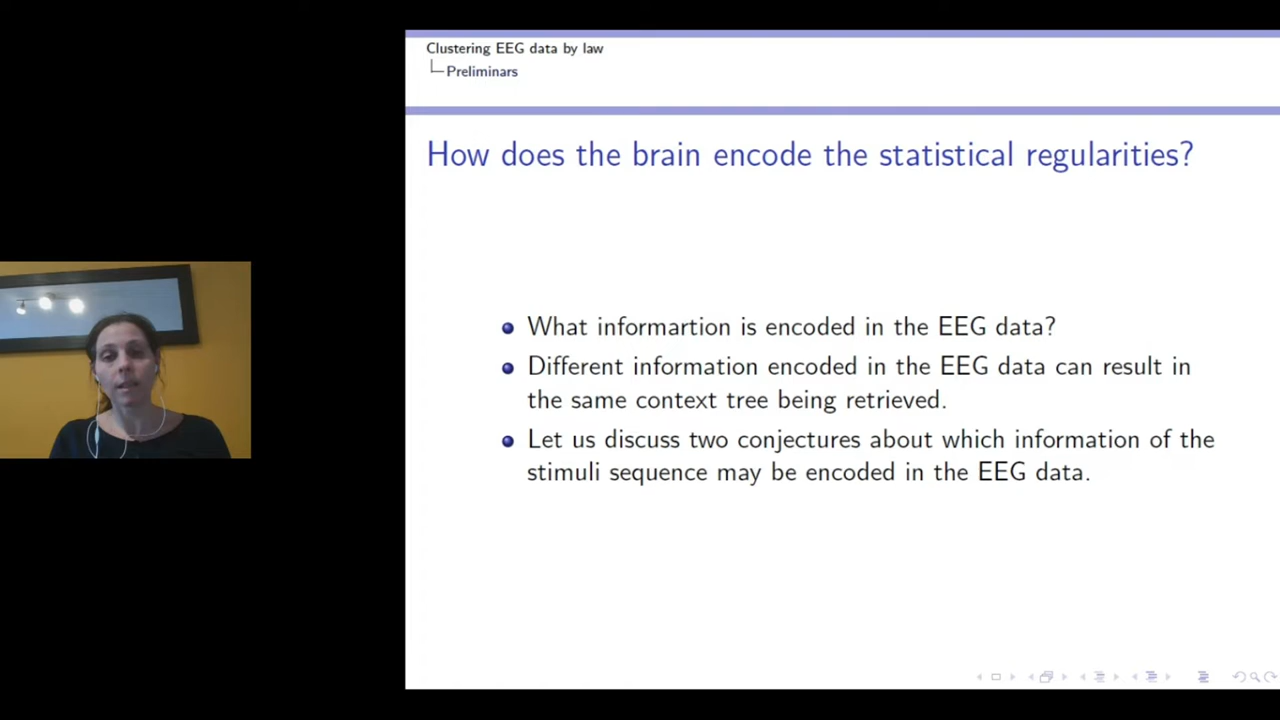 Clustering EEG data by law
Preliminars
How does the brain encode the statistical regularities?
What informartion is encoded in the EEG data?
Different information encoded in the EEG data can result in
the same context tree being retrieved.
Let us discuss two conjectures about which information of the
stimuli sequence may be encoded in the EEG data.